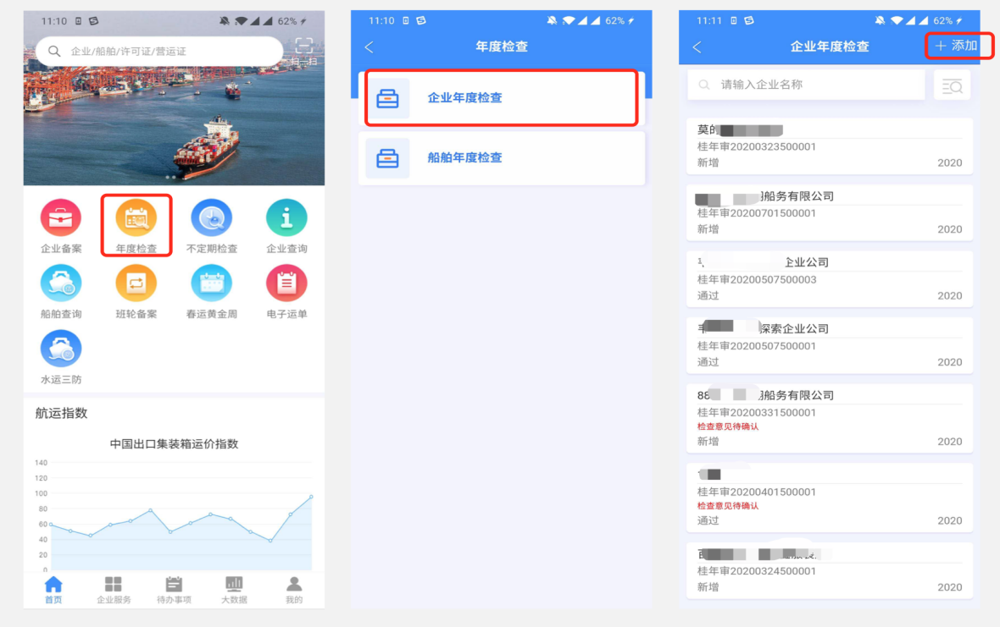 11:10
62%
企业/船舶/许可证/营运证
扫一扫
企业备案
年度检查
不定期检查
企业查询
船舶查询
班轮备案
春运黄金周
电子运单
水运三防
航运指数
中国出口集装箱运价指数
140
120
100
80
60
40
20
0
首页
企业服务
待办事项
大数据
我的
11:10
62%
年度检查
企业年度检查
船舶年度检查
11:11
62%
企业年度检查
+ 添加
请输入企业名称
莫的
桂年审20200323500001
新增
2020
船务有限公司
桂年审20200701500001
新增
2020
企业公司
桂年审20200507500003
通过
2020
探索企业公司
桂年审20200507500001
通过
2020
88
船务有限公司
桂年审20200331500001
检查意见待确认
新增
2020
桂年审20200401500001
检查意见待确认
通过
2020
桂年审20200324500001
新增
2020